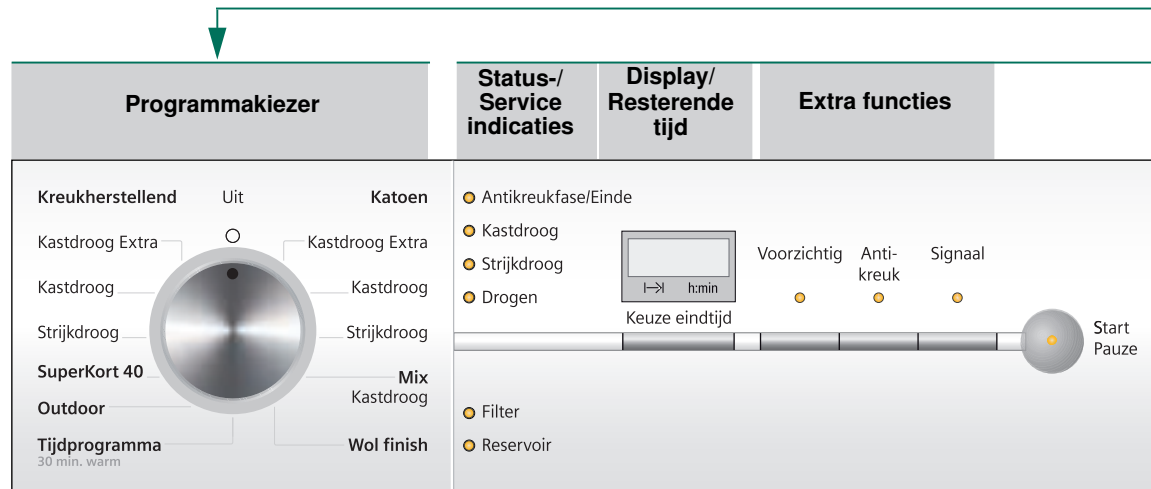 Programmakiezer
Status-/
Service
indicaties
Display/
Resterende
tijd
Extra functies
Kreukherstellend
Uit
Katoen
Kastdroog Extra
Kastdroog Extra
Kastdroog
Kastdroog
Strijkdroog
Strijkdroog
SuperKort 40
Mix
Kastdroog
Outdoor
Tijdprogramma
30 min. warm
Wol finish
Antikreukfase/Einde
Kastdroog
Strijkdroog
Drogen
h:min
Keuze eindtijd
Voorzichtig
Anti-
kreuk
Signaal
Start
Pauze
Filter
Reservoir